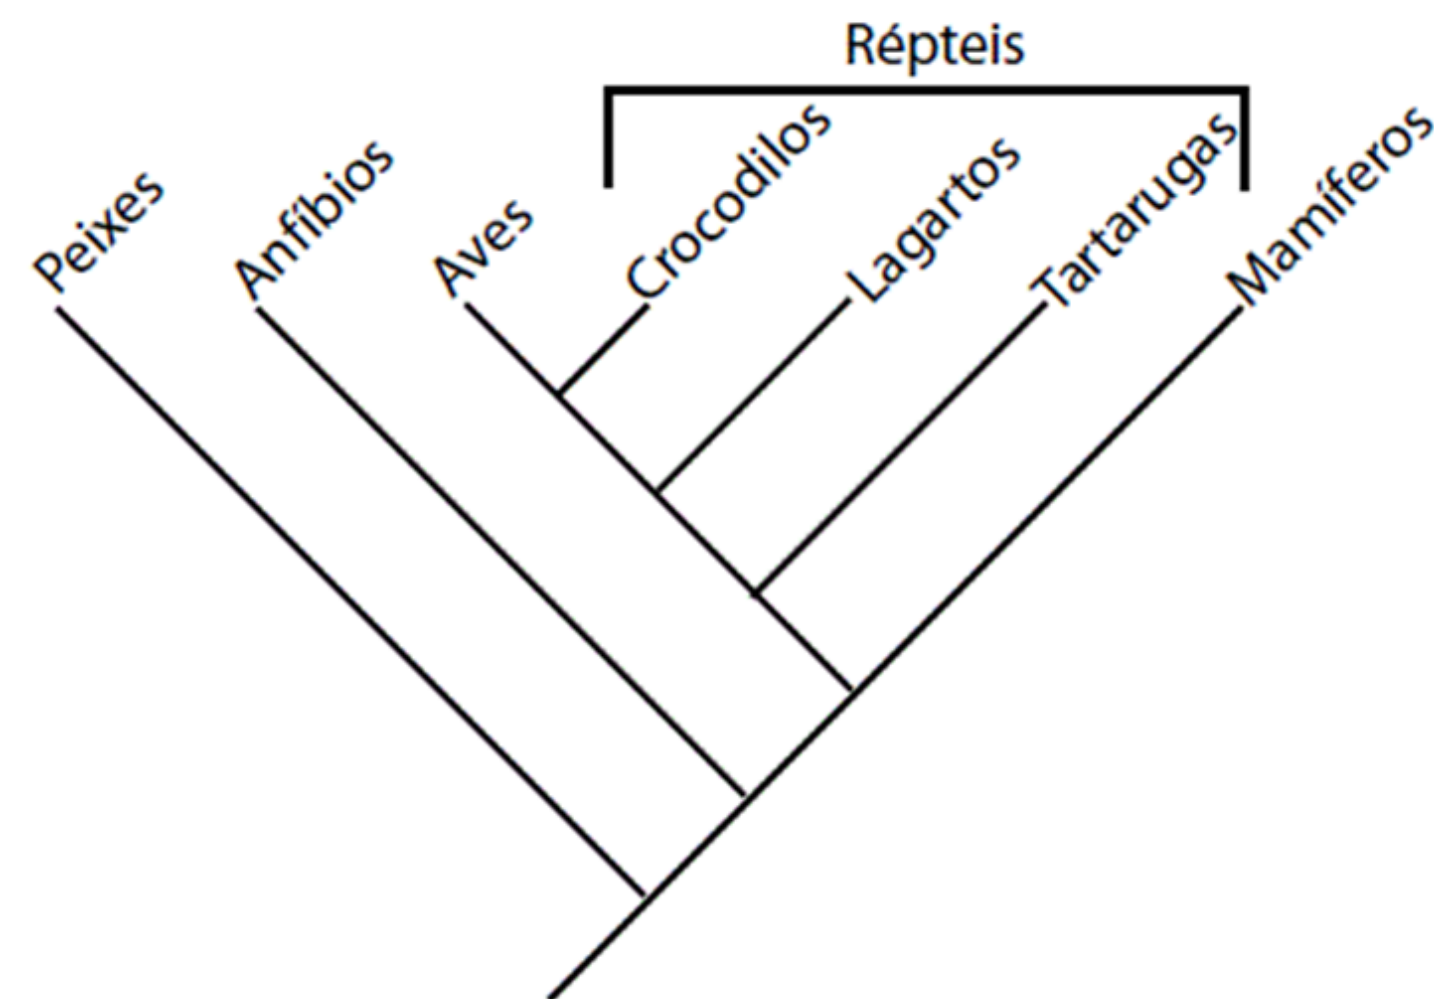 Répteis
Peixes
Anfíbios
Aves
Crocodilos
Lagartos
Tartarugas
Mamíferos